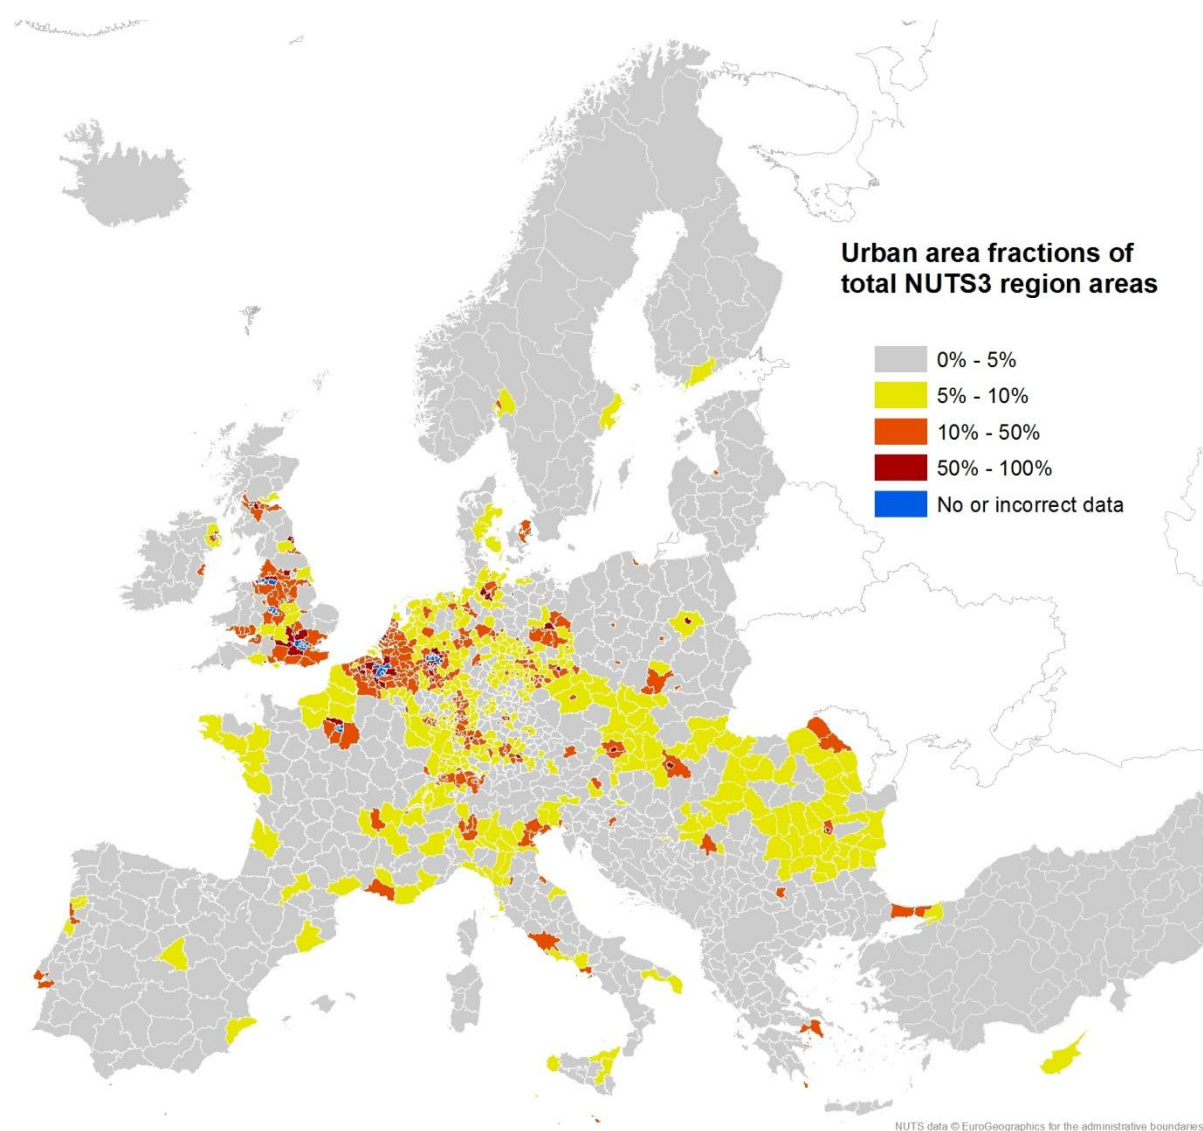 Urban area fractions of
total NUTS3 region areas
0% - 5%
5% - 10%
10% - 50%
50% - 100%
No or incorrect data
NUTS data © EuroGeographics for the administrative boundaries